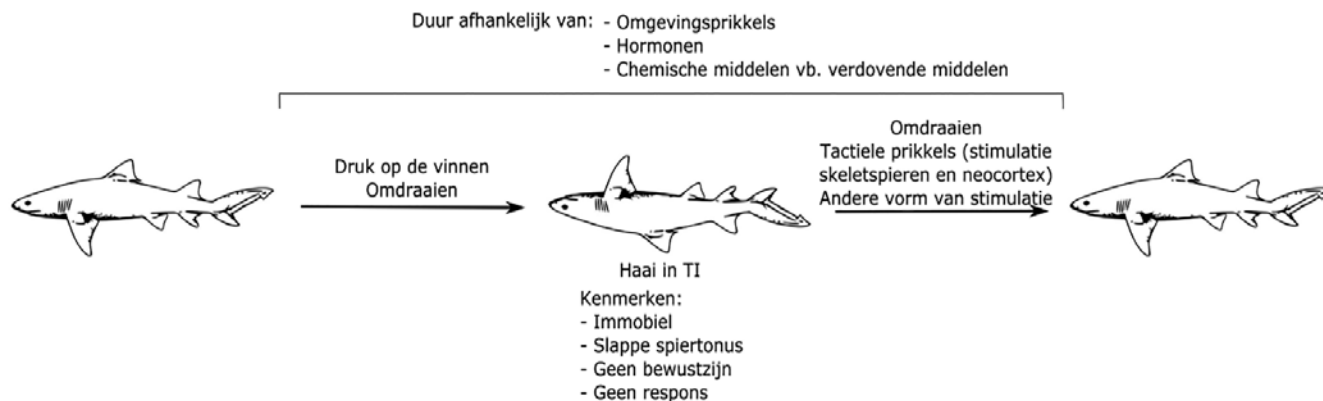 Duur afhankelijk van: - Omgevingsprikkels
- Hormonen
- Chemische middelen vb. verdovende middelen
Druk op de vinnen
Omdraaien
Omdraaien
Tactiele prikkels (stimulatie
skeletspieren en neocortex)
Andere vorm van stimulatie
Haai in TI
Kenmerken:
- Immobiel
- Slappe spiertonus
- Geen bewustzijn
- Geen respons